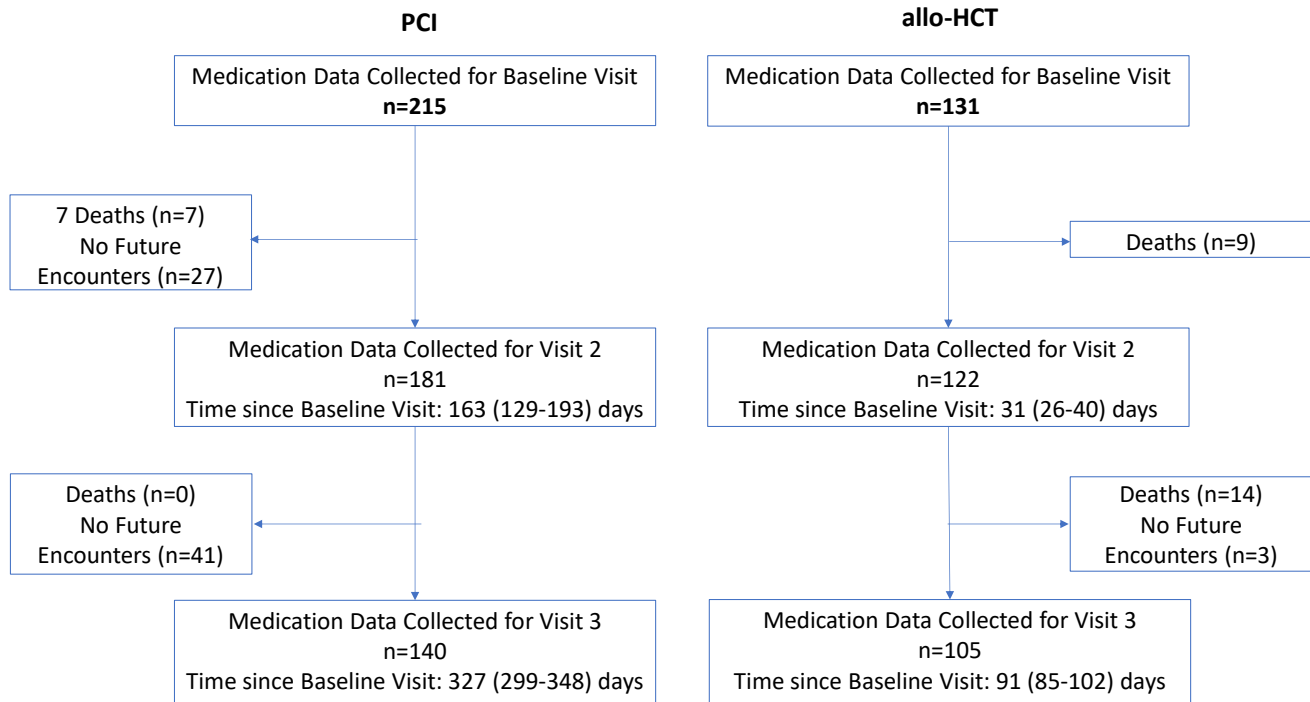 PCI
Medication Data Collected for Baseline Visit
n=215
7 Deaths (n=7)
No Future
Encounters (n=27)
Medication Data Collected for Visit 2
n=181
Time since Baseline Visit: 163 (129-193) days
Deaths (n=0)
No Future
Encounters (n=41)
Medication Data Collected for Visit 3
n=140
Time since Baseline Visit: 327 (299-348) days
allo-HCT
Medication Data Collected for Baseline Visit
n=131
Deaths (n=9)
Medication Data Collected for Visit 2
n=122
Time since Baseline Visit: 31 (26-40) days
Deaths (n=14)
No Future
Encounters (n=3)
Medication Data Collected for Visit 3
n=105
Time since Baseline Visit: 91 (85-102) days